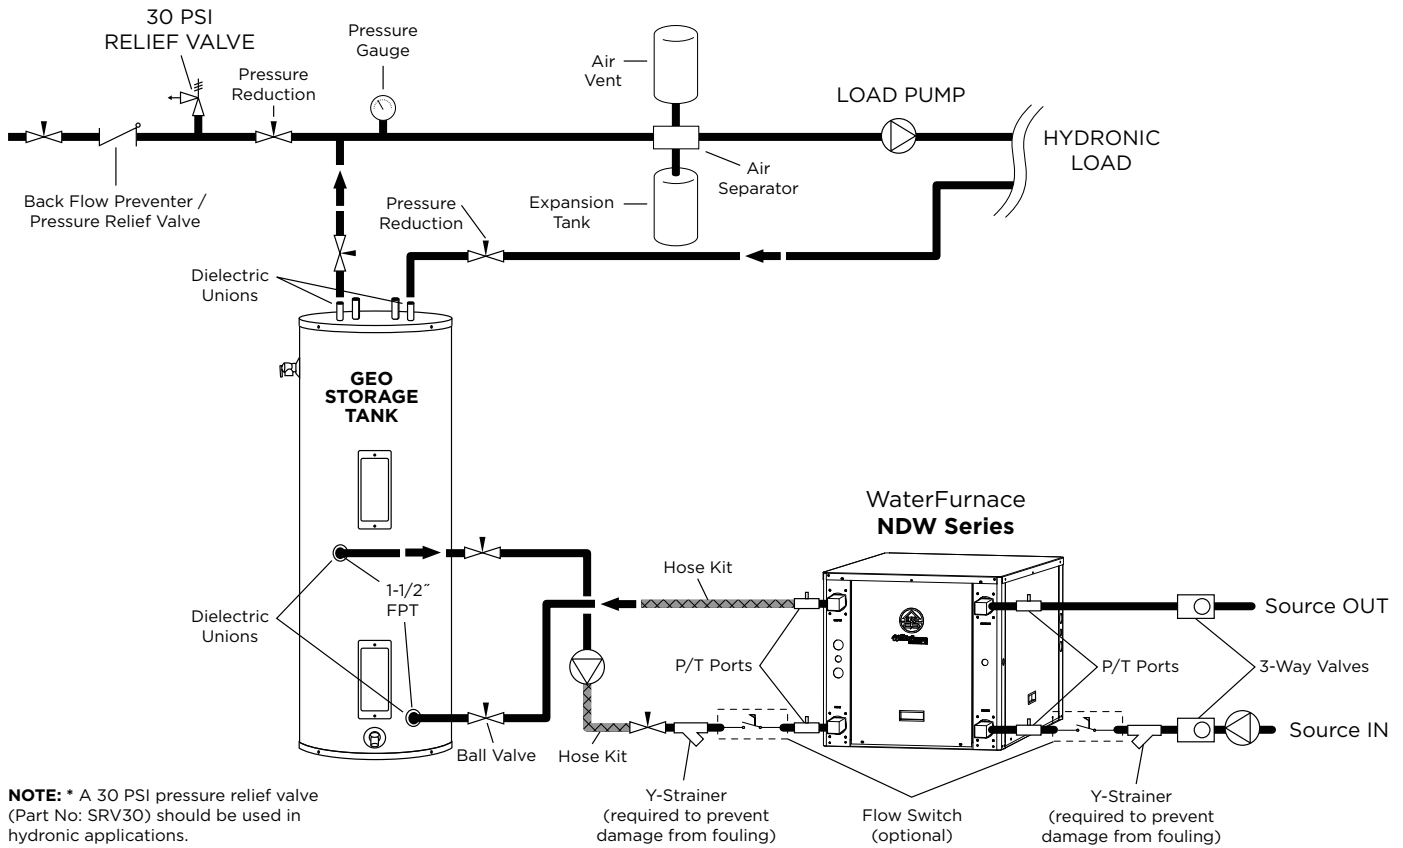 30 PSI
RELIEF VALVE
Pressure
Gauge
Pressure
Reduction
Air
Vent
LOAD PUMP
HYDRONIC
LOAD
Air
Separator
Back Flow Preventer /
Pressure Relief Valve
Pressure
Reduction
Expansion
Tank
Dielectric
Unions
GEO
STORAGE
TANK
WaterFurnace
NDW Series
Hose Kit
1-1/2″
FPT
Dielectric
Unions
Source OUT
P/T Ports
P/T Ports
3-Way Valves
Source IN
Ball Valve
Hose Kit
Y-Strainer
(required to prevent
damage from fouling)
Flow Switch
(optional)
Y-Strainer
(required to prevent
damage from fouling)
NOTE: * A 30 PSI pressure relief valve
(Part No: SRV30) should be used in
hydronic applications.